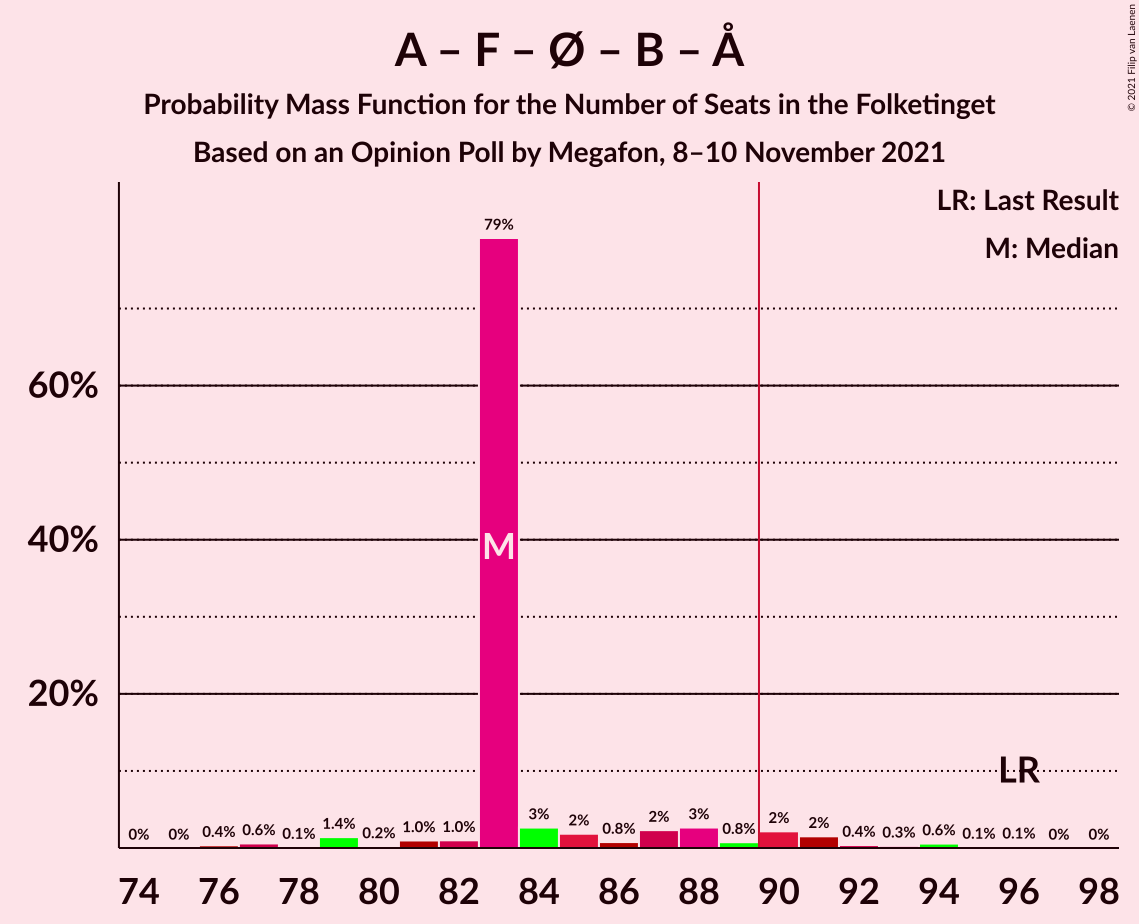 A – F – Ø – B – Å
Probability Mass Function for the Number of Seats in the Folketinget
Based on an Opinion Poll by Megafon, 8–10 November 2021
© 2021 Filip van Laenen
LR: Last Result
M: Median
79%
60%
40%
M
20%
LR
0% 0% 0.4% 0.6% 0.1% 1.4% 0.2% 1.0% 1.0% 3% 2% 0.8% 2% 3% 0.8% 2% 2% 0.4% 0.3% 0.6% 0.1% 0.1% 0% 0%
74 76 78 80 82 84 86 88 90 92 94 96 98